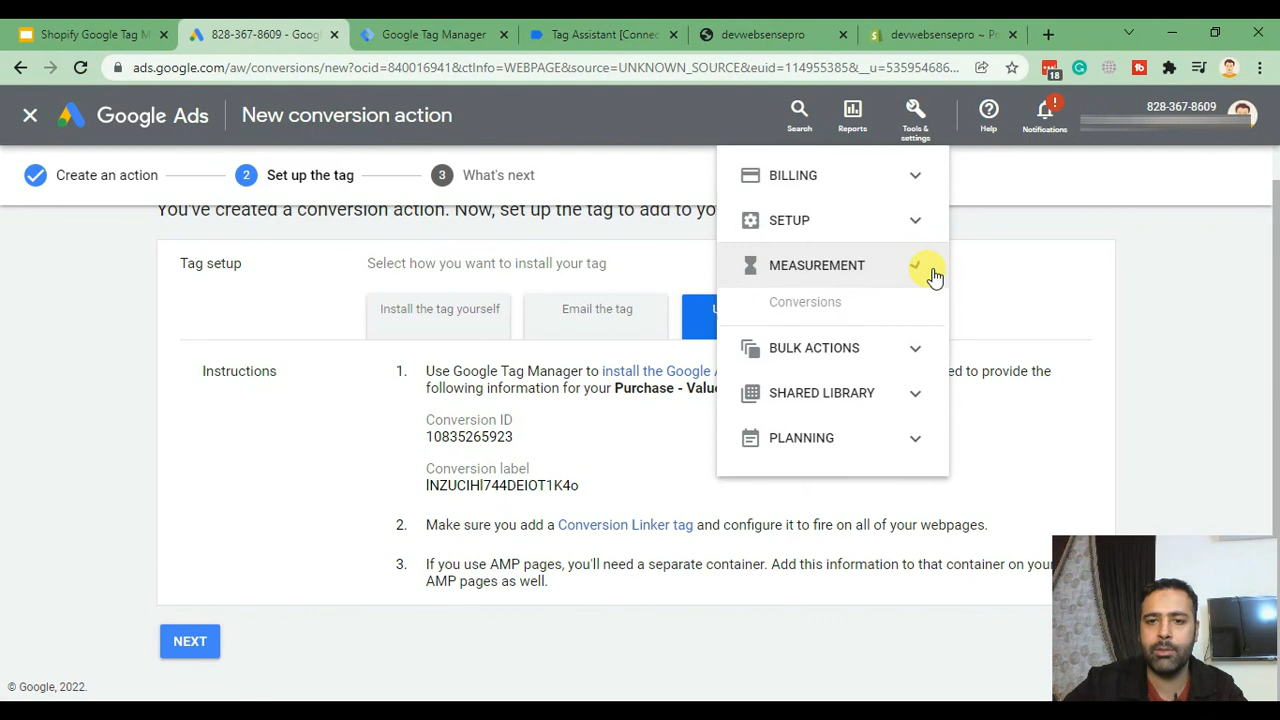 Shopify Google Tag M
828-367-8609 - Goog
Google Tag Manager
Tag Assistant [Connec
devwebsensepro
devwebsensepro ~ Pr
ads.google.com/aw/conversions/new?ocid=840016941&ctInfo=WEBPAGE&source=UNKNOWN_SOURCE&euid=114955385&__u=535954686...
18
Google Ads
New conversion action
Search
Reports
Tools &
settings
Help
Notifications
828-367-8609
Create an action
2
Set up the tag
3
What's next
You've created a conversion action. Now, set up the tag to add to yo
Tag setup
Select how you want to install your tag
Install the tag yourself
Email the tag
U
BILLING
SETUP
MEASUREMENT
Conversions
BULK ACTIONS
SHARED LIBRARY
PLANNING
Instructions
1. Use Google Tag Manager to install the Google A ed to provide the
following information for your Purchase - Valu
Conversion ID
10835265923
Conversion label
lNZUCIHl744DEIOT1K4o
2. Make sure you add a Conversion Linker tag and configure it to fire on all of your webpages.
3. If you use AMP pages, you'll need a separate container. Add this information to that container on your
AMP pages as well.
NEXT
© Google, 2022.